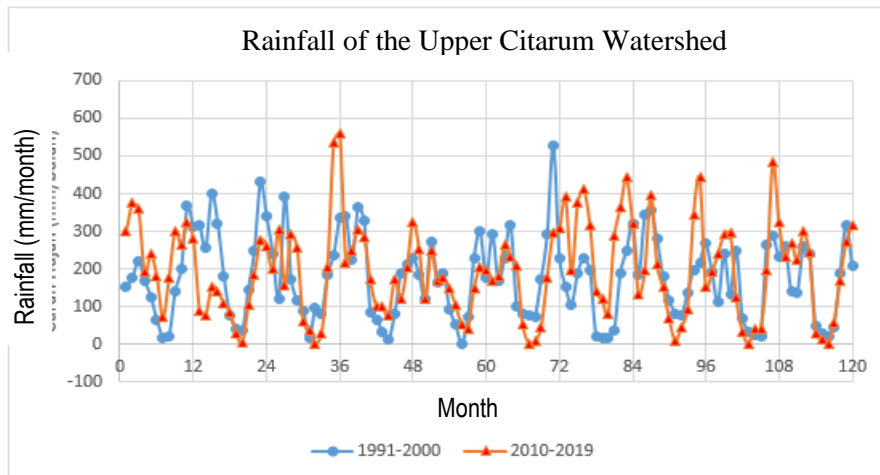 Rainfall of the Upper Citarum Watershed
700
600
500
400
300
200
100
0
-100
Rainfall (mm/month)
0 12 24 36 48 60 72 84 96 108 120
Month
1991-2000 2010-2019